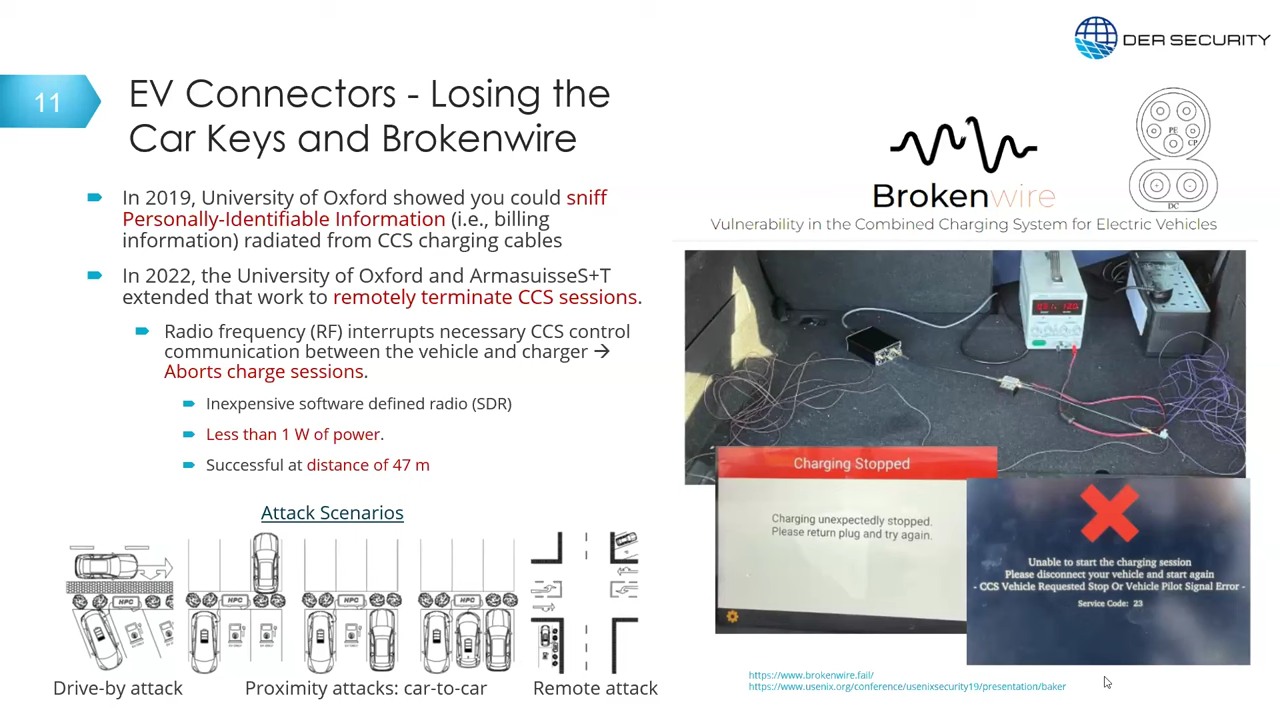 DER SECURITY
11
EV Connectors - Losing the
Car Keys and Brokenwire
In 2019, University of Oxford showed you could sniff
Personally-Identifiable Information (i.e., billing
information) radiated from CCS charging cables
In 2022, the University of Oxford and ArmasuisseS+T
extended that work to remotely terminate CCS sessions.
Radio frequency (RF) interrupts necessary CCS control
communication between the vehicle and charger →
Aborts charge sessions.
Inexpensive software defined radio (SDR)
Less than 1 W of power.
Successful at distance of 47 m
Attack Scenarios
HPC
HPC
HPC
HPC
Drive-by attack
Proximity attacks: car-to-car
Remote attack
Brokenwire
PE
CP
DC
Vulnerability in the Combined Charging System for Electric Vehicles
Charging Stopped
Charging unexpectedly stopped.
Please return plug and try again.
Unable to start the charging session
Please disconnect your vehicle and start again
- CCS Vehicle Requested Stop Or Vehicle Pilot Signal Error -
Service Code: 23
https://www.brokenwire.fail/
https://www.usenix.org/conference/usenixsecurity19/presentation/baker